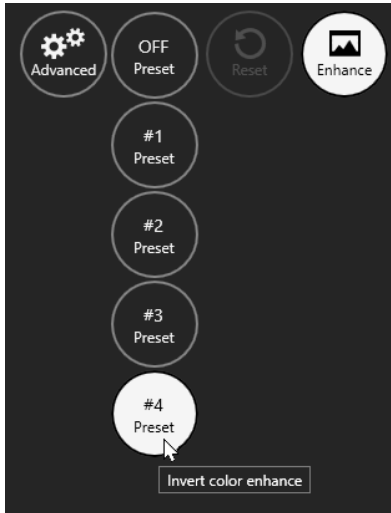 Advanced
OFF
Preset
Reset
Enhance
#1
Preset
#2
Preset
#3
Preset
#4
Preset
Invert color enhance